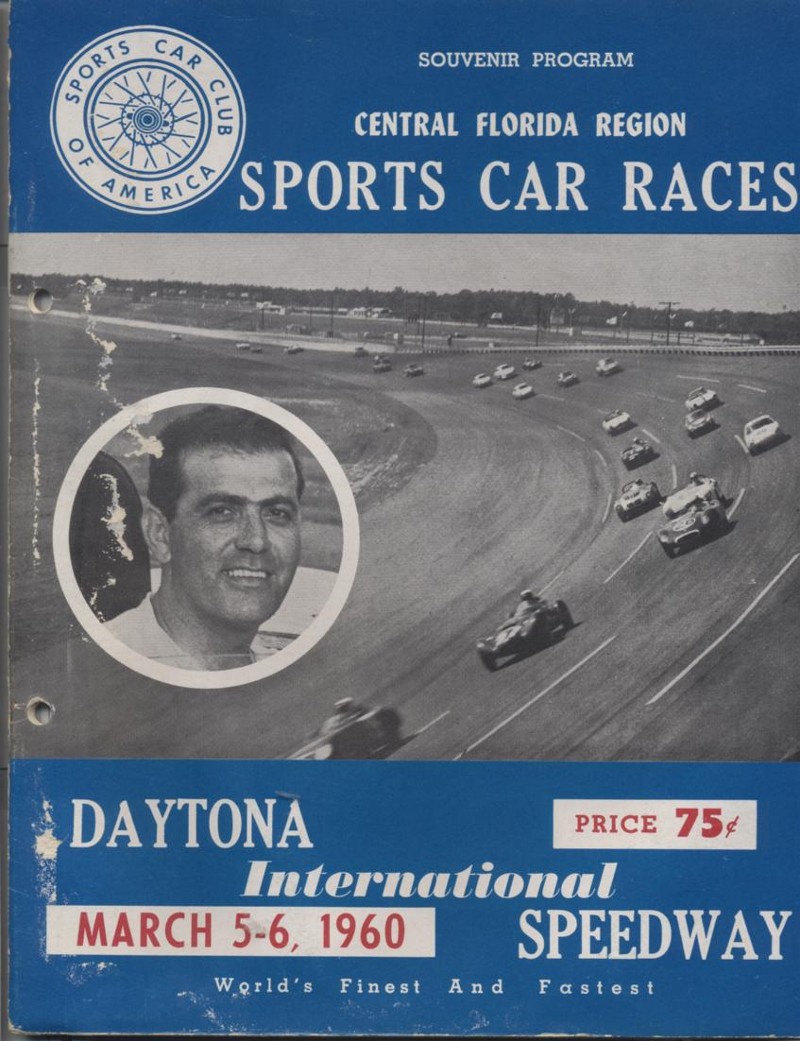 SPORTS CAR CLUB
OF AMERICA
SOUVENIR PROGRAM
CENTRAL FLORIDA REGION
SPORTS CAR RACES
DAYTONA
PRICE 75¢
International
MARCH 5-6, 1960
SPEEDWAY
World's Finest And Fastest